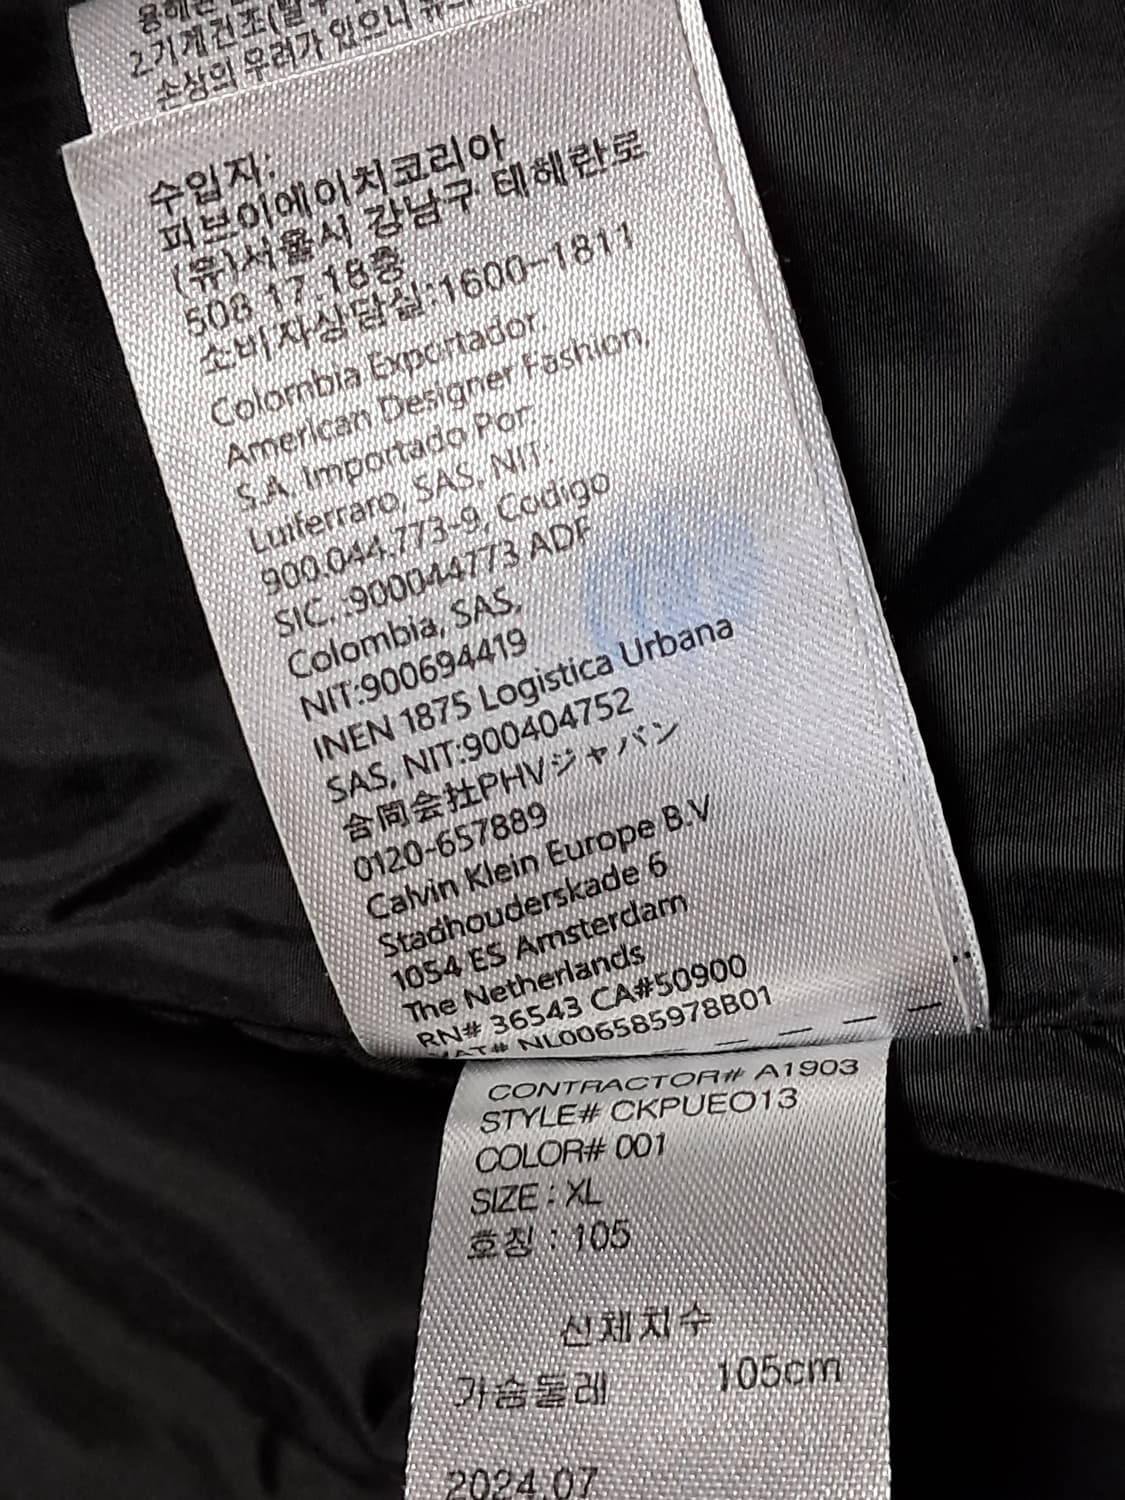 2.기계건조(탈수
손상의 우려가 있으니
수입자:
피브이에이치코리아
(유)서울시 강남구 테헤란로
508 17.18층
소비자상담실:1600-1811
Colombia Exportador.
American Designer Fashion,
S.A. Importado Por:
Luiferraro, SAS, NIT:
900.044.773-9, Codigo
SIC. :900044773 ADF
Colombia, SAS,
NIT:900694419
INEN 1875 Logistica Urbana
SAS, NIT:900404752
合同会社PHVジャパン
0120-657889
Calvin Klein Europe B.V
Stadhouderskade 6
1054 ES Amsterdam
The Netherlands
RN# 36543 CA#50900
VAT# NL006585978B01
CONTRACTOR# A1903
STYLE# CKPUEO13
COLOR# 001
SIZE : XL
호칭 : 105
신체치수
가슴둘레 105cm
2024.07